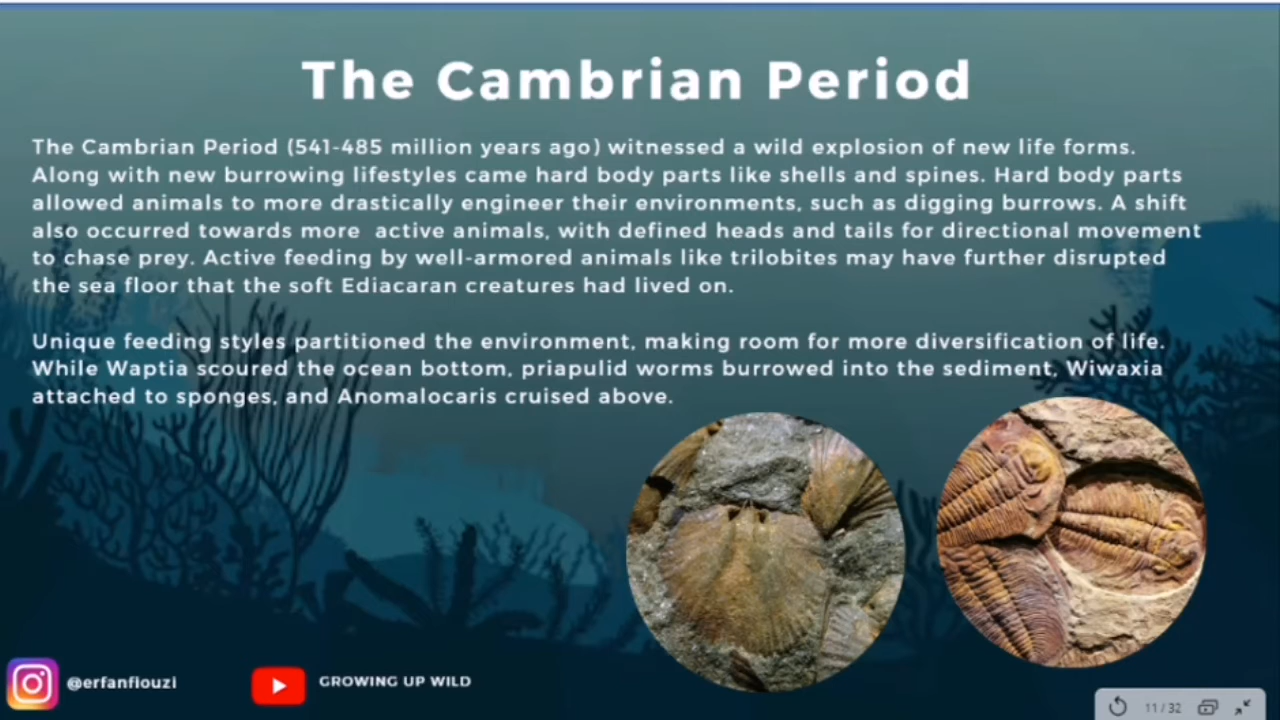 The Cambrian Period
The Cambrian Period (541-485 million years ago) witnessed a wild explosion of new life forms.
Along with new burrowing lifestyles came hard body parts like shells and spines. Hard body parts
allowed animals to more drastically engineer their environments, such as digging burrows. A shift
also occurred towards more  active animals, with defined heads and tails for directional movement
to chase prey. Active feeding by well-armored animals like trilobites may have further disrupted
the sea floor that the soft Ediacaran creatures had lived on.
Unique feeding styles partitioned the environment, making room for more diversification of life.
While Waptia scoured the ocean bottom, priapulid worms burrowed into the sediment, Wiwaxia
attached to sponges, and Anomalocaris cruised above.
@erfanfiouzi
GROWING UP WILD
11 / 32